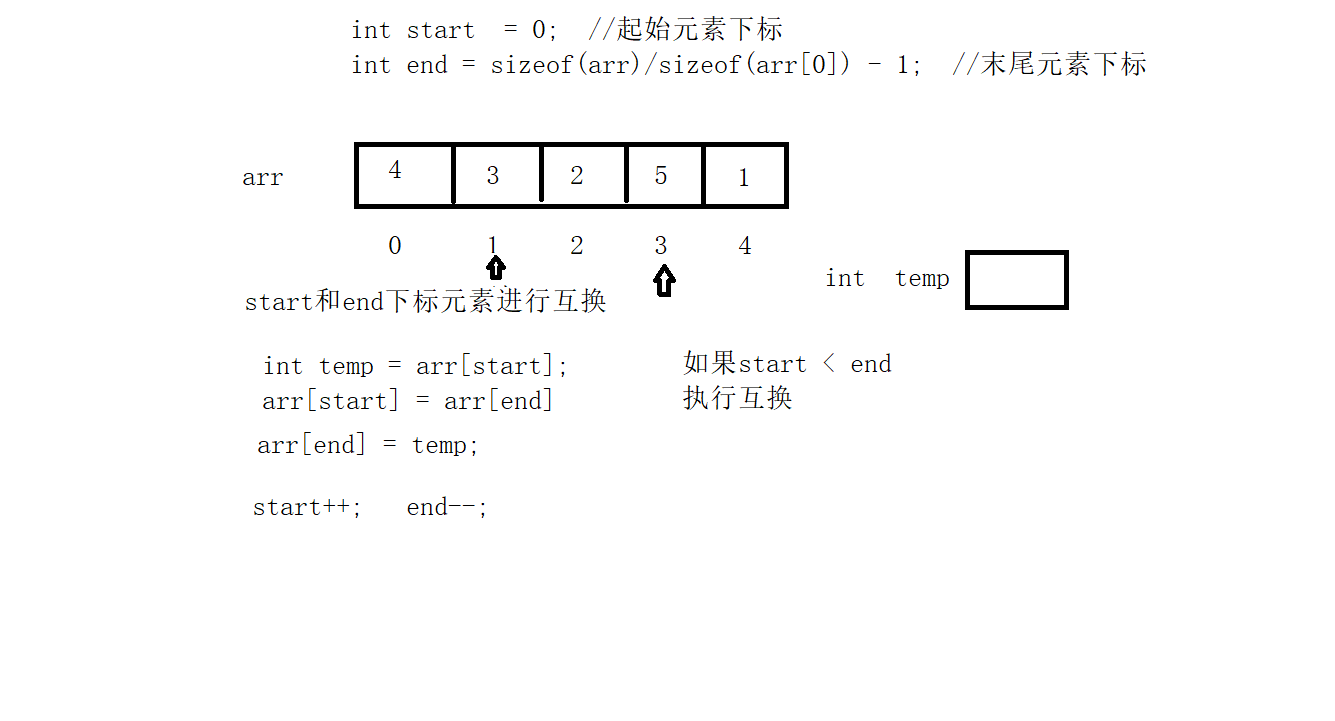 int start  = 0;  //起始元素下标
int end = sizeof(arr)/sizeof(arr[0]) - 1;  //末尾元素下标
arr 4 3 2 5 1
0 1 2 3 4
int  temp
start和end下标元素进行互换
int temp = arr[start];
arr[start] = arr[end]
arr[end] = temp;
start++;   end--;
如果start < end
执行互换